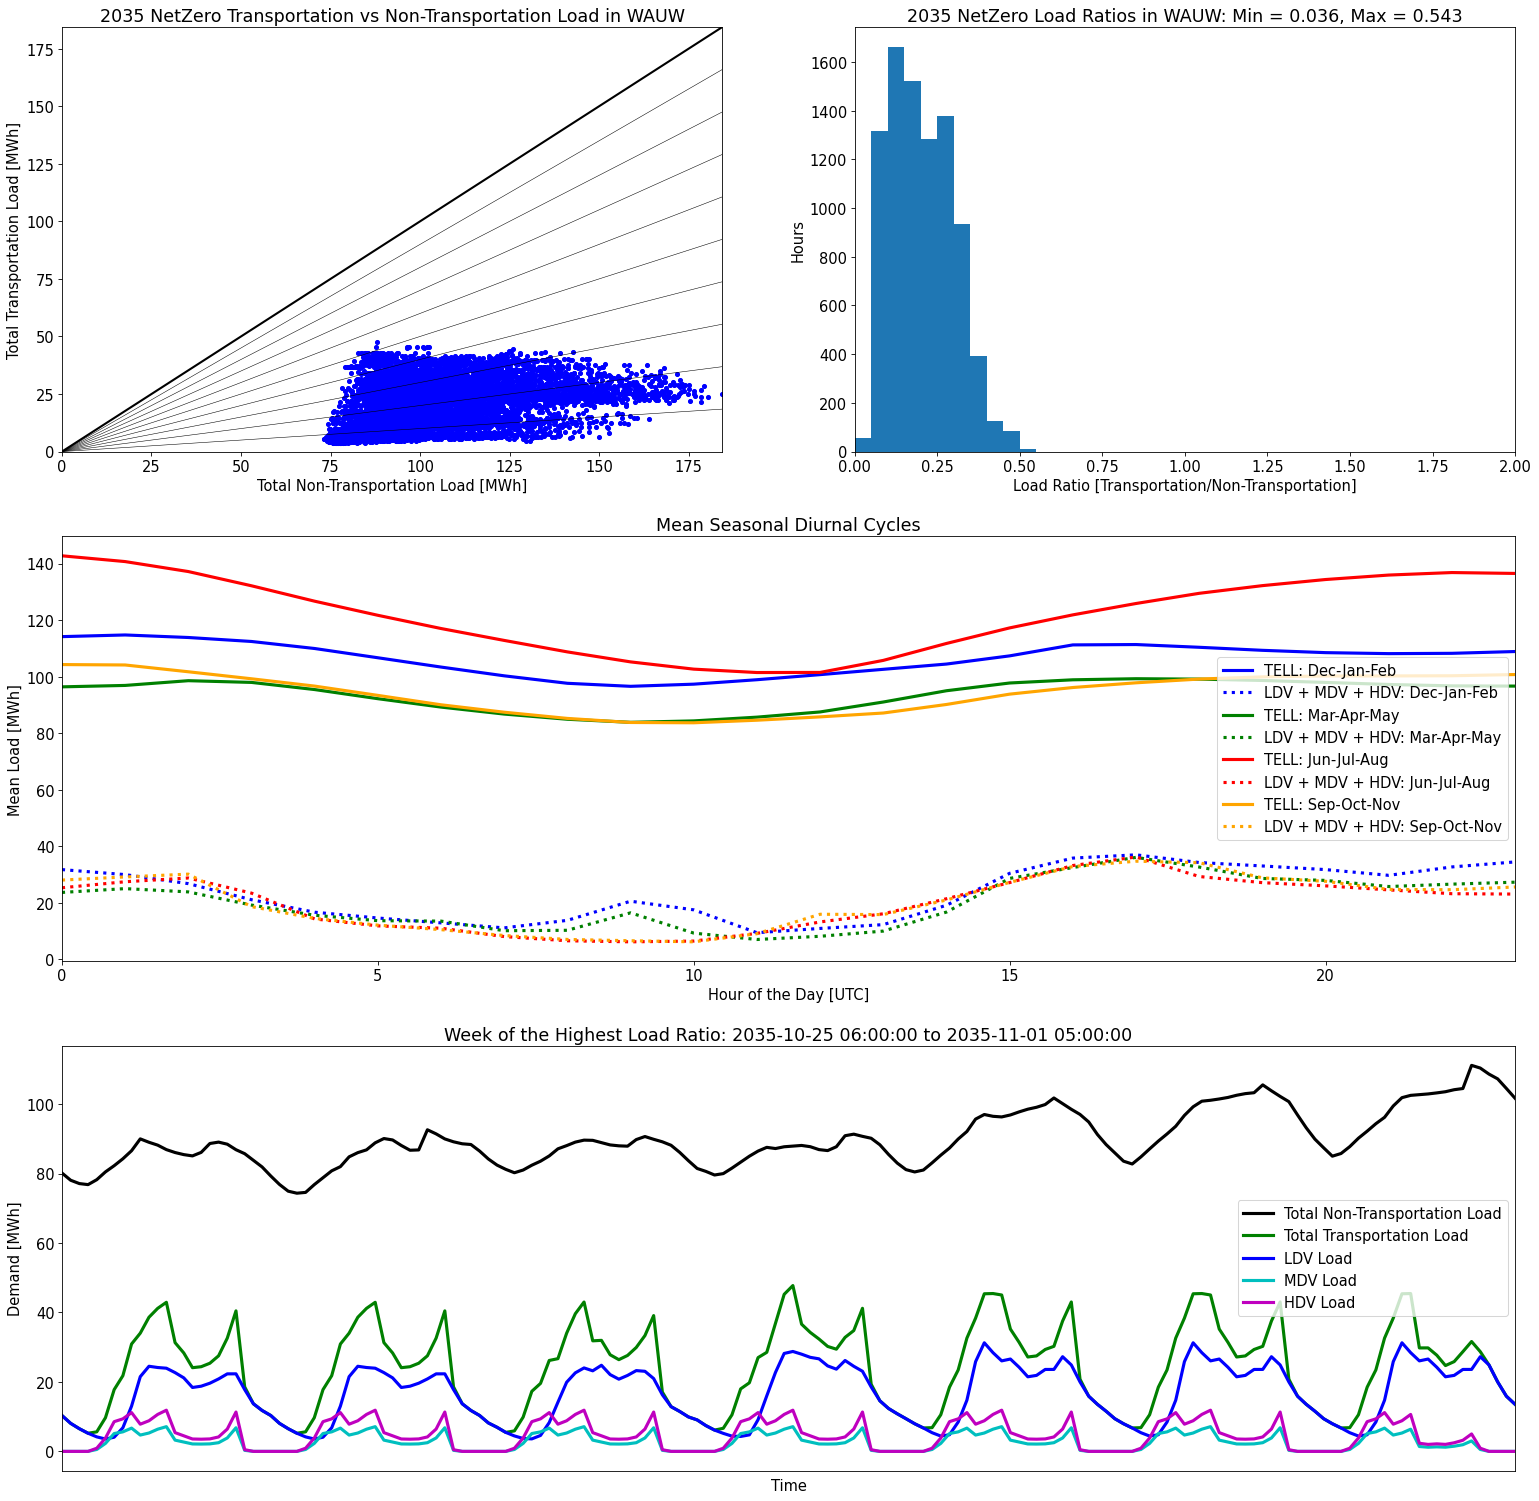 2035 NetZero Transportation vs Non-Transportation Load in WAUW
175
150
125
100
75
50
25
0
Total Transportation Load [MWh]
0 25 50 75 100 125 150 175
Total Non-Transportation Load [MWh]
2035 NetZero Load Ratios in WAUW: Min = 0.036, Max = 0.543
1600
1400
1200
1000
800
600
400
200
0
Hours
0.00 0.25 0.50 0.75 1.00 1.25 1.50 1.75 2.00
Load Ratio [Transportation/Non-Transportation]
Mean Seasonal Diurnal Cycles
140
120
100
80
60
40
20
0
Mean Load [MWh]
TELL: Dec-Jan-Feb
LDV + MDV + HDV: Dec-Jan-Feb
TELL: Mar-Apr-May
LDV + MDV + HDV: Mar-Apr-May
TELL: Jun-Jul-Aug
LDV + MDV + HDV: Jun-Jul-Aug
TELL: Sep-Oct-Nov
LDV + MDV + HDV: Sep-Oct-Nov
0 5 10 15 20
Hour of the Day [UTC]
Week of the Highest Load Ratio: 2035-10-25 06:00:00 to 2035-11-01 05:00:00
100
80
60
40
20
0
Demand [MWh]
Total Non-Transportation Load
Total Transportation Load
LDV Load
MDV Load
HDV Load
Time